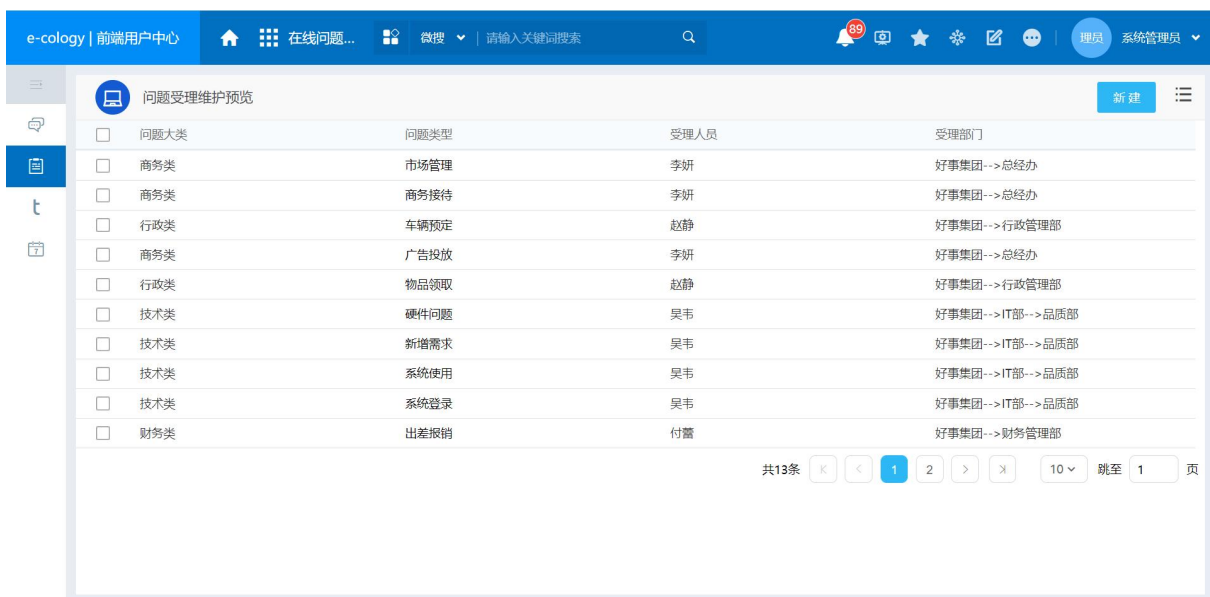 e-cology | 前端用户中心 在线问题... 微搜 请输入关键词搜索 89 理员 系统管理员
问题受理维护预览 新建
问题大类 问题类型 受理人员 受理部门
商务类 市场管理 李妍 好事集团-->总经办
商务类 商务接待 李妍 好事集团-->总经办
行政类 车辆预定 赵静 好事集团-->行政管理部
商务类 广告投放 李妍 好事集团-->总经办
行政类 物品领取 赵静 好事集团-->行政管理部
技术类 硬件问题 吴韦 好事集团-->IT部-->品质部
技术类 新增需求 吴韦 好事集团-->IT部-->品质部
技术类 系统使用 吴韦 好事集团-->IT部-->品质部
技术类 系统登录 吴韦 好事集团-->IT部-->品质部
财务类 出差报销 付蕾 好事集团-->财务管理部
共13条 1 2 10 跳至 1 页